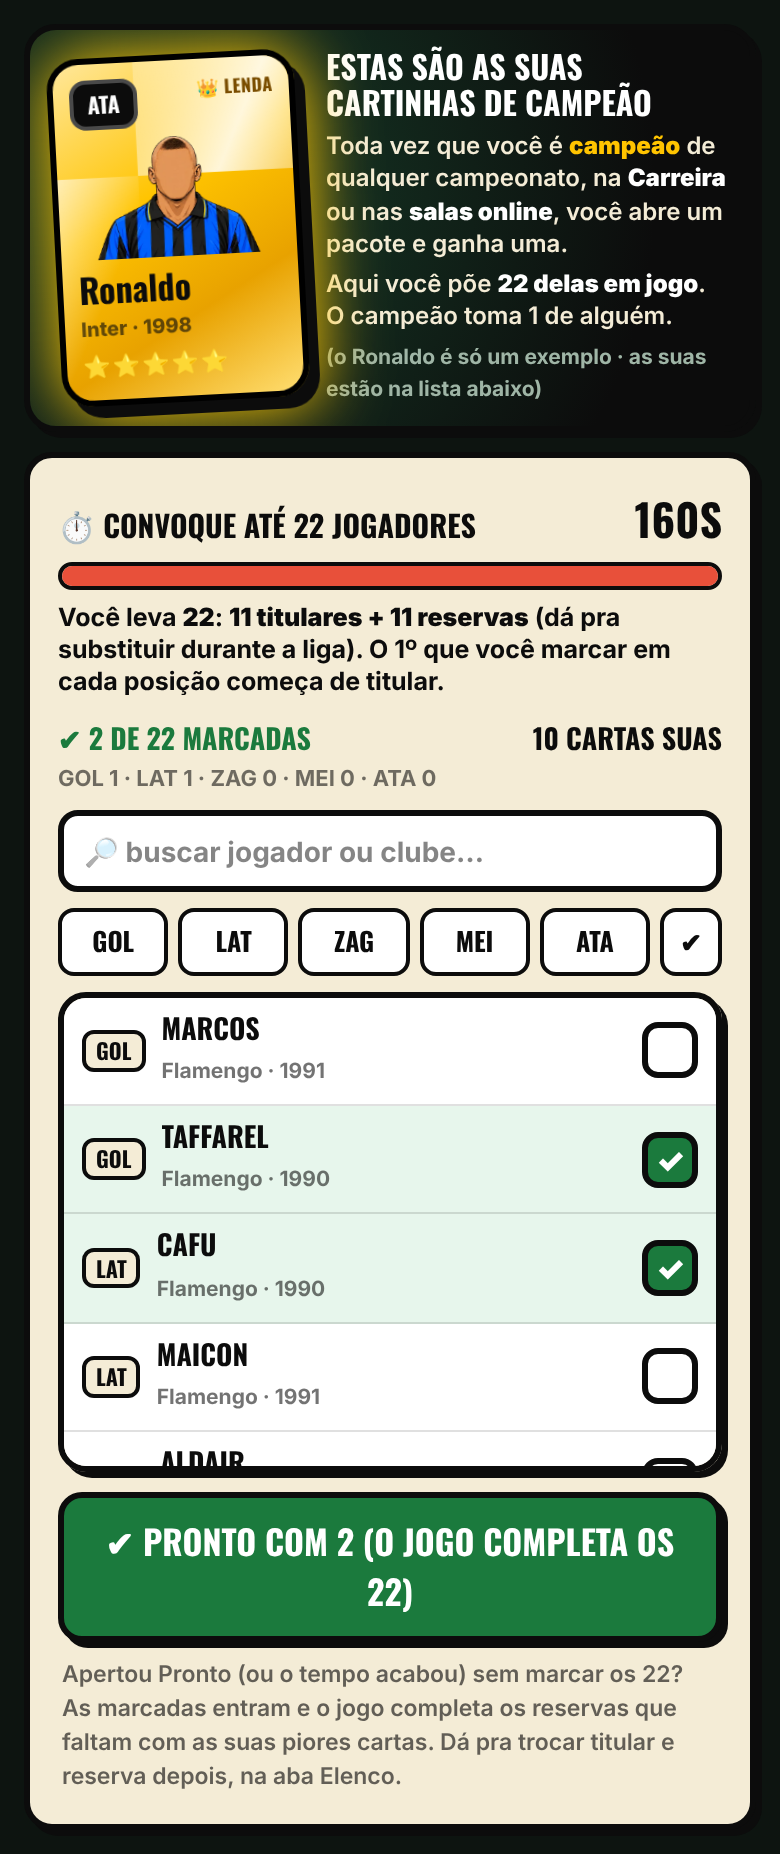 ATA
👑 LENDA
Ronaldo
Inter · 1998
⭐⭐⭐⭐⭐
ESTAS SÃO AS SUAS
CARTINHAS DE CAMPEÃO
Toda vez que você é campeão de
qualquer campeonato, na Carreira
ou nas salas online, você abre um
pacote e ganha uma.
Aqui você põe 22 delas em jogo.
O campeão toma 1 de alguém.
(o Ronaldo é só um exemplo · as suas
estão na lista abaixo)
⏱️ CONVOQUE ATÉ 22 JOGADORES 160S
Você leva 22: 11 titulares + 11 reservas (dá pra
substituir durante a liga). O 1º que você marcar em
cada posição começa de titular.
✔ 2 DE 22 MARCADAS 10 CARTAS SUAS
GOL 1 · LAT 1 · ZAG 0 · MEI 0 · ATA 0
🔎 buscar jogador ou clube...
GOL LAT ZAG MEI ATA ✔
MARCOS
GOL
Flamengo · 1991
TAFFAREL
GOL
Flamengo · 1990
CAFU
LAT
Flamengo · 1990
MAICON
LAT
Flamengo · 1991
ALDAIR
✔ PRONTO COM 2 (O JOGO COMPLETA OS
22)
Apertou Pronto (ou o tempo acabou) sem marcar os 22?
As marcadas entram e o jogo completa os reservas que
faltam com as suas piores cartas. Dá pra trocar titular e
reserva depois, na aba Elenco.